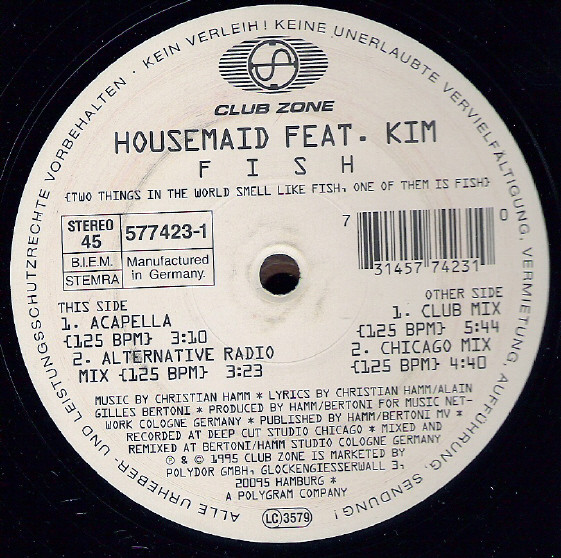 ALLE URHEBER- UND LEISTUNGSSCHUTZRECHTE VORBEHALTEN · KEIN VERLEIH! KEINE UNERLAUBTE VERVIELFÄLTIGUNG, VERMIETUNG, AUFFÜHRUNG, SENDUNG!
CLUB ZONE
HOUSEMAID FEAT. KIM
FISH
{TWO THINGS IN THE WORLD SMELL LIKE FISH, ONE OF THEM IS FISH}
STEREO
45
577423-1
B.I.E.M.
STEMRA
Manufactured
in Germany.
7 31457 74231 0
THIS SIDE
1. ACAPELLA
{125 BPM} 3:10
2. ALTERNATIVE RADIO
MIX {125 BPM} 3:23
OTHER SIDE
1. CLUB MIX
{125 BPM} 5:44
2. CHICAGO MIX
{125 BPM} 4:40
MUSIC BY CHRISTIAN HAMM * LYRICS BY CHRISTIAN HAMM/ALAIN
GILLES BERTONI * PRODUCED BY HAMM/BERTONI FOR MUSIC NET-
WORK COLOGNE GERMANY * PUBLISHED BY HAMM/BERTONI MV *
RECORDED AT DEEP CUT STUDIO CHICAGO * MIXED AND
REMIXED AT BERTONI/HAMM STUDIO COLOGNE GERMANY
℗ & © 1995 CLUB ZONE IS MARKETED BY
POLYDOR GMBH, GLOCKENGIESSERWALL 3,
20095 HAMBURG *
A POLYGRAM COMPANY
LC 3579